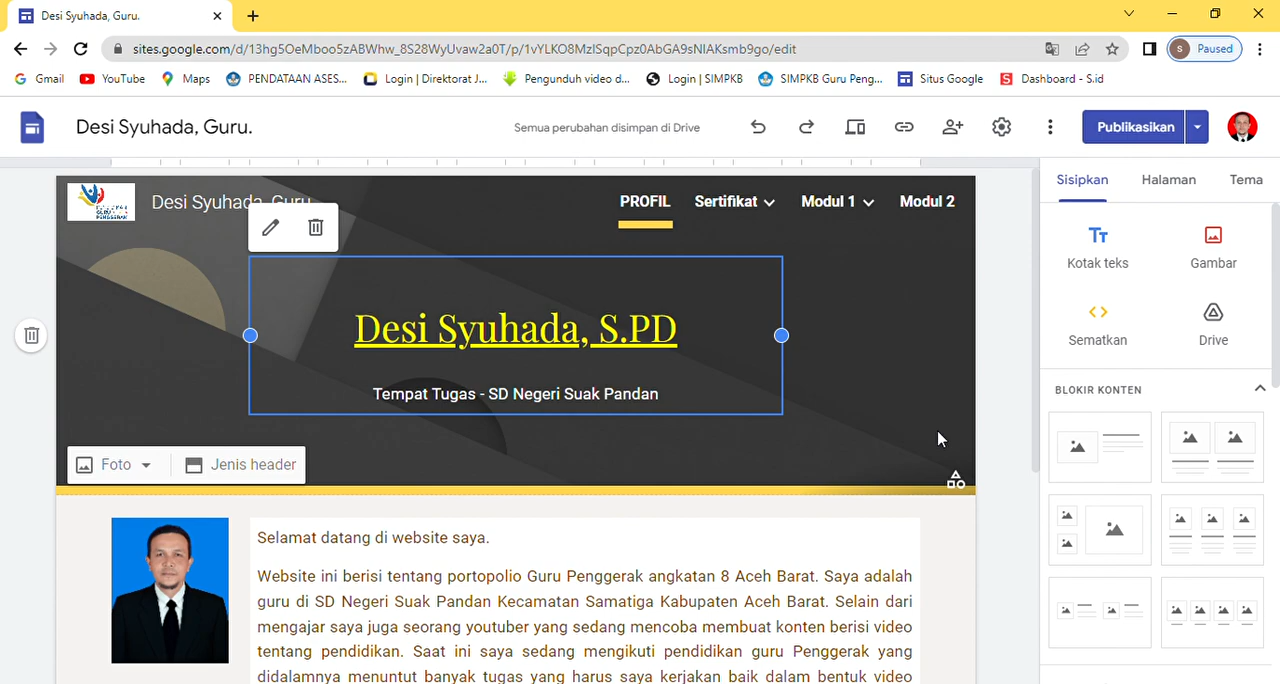 Desi Syuhada, Guru.
sites.google.com/d/13hg5OeMboo5zABWhw_8S28WyUvaw2a0T/p/1vYLKO8MzISqpCpz0AbGA9sNIAKsmb9go/edit
S Paused
Gmail YouTube Maps PENDATAAN ASES... Login | Direktorat J... Pengunduh video d... Login | SIMPKB SIMPKB Guru Peng... Situs Google Dashboard - S.id
Desi Syuhada, Guru.
Semua perubahan disimpan di Drive
Publikasikan
Sisipkan Halaman Tema
Desi Syuhada, Guru.
PROFIL Sertifikat Modul 1 Modul 2
Desi Syuhada, S.PD
Tempat Tugas - SD Negeri Suak Pandan
Foto Jenis header
Tt Kotak teks
Gambar
Sematkan
Drive
BLOKIR KONTEN
Selamat datang di website saya.
Website ini berisi tentang portopolio Guru Penggerak angkatan 8 Aceh Barat. Saya adalah
guru di SD Negeri Suak Pandan Kecamatan Samatiga Kabupaten Aceh Barat. Selain dari
mengajar saya juga seorang youtuber yang sedang mencoba membuat konten berisi video
tentang pendidikan. Saat ini saya sedang mengikuti pendidikan guru Penggerak yang
didalamnya menuntut banyak tugas yang harus saya kerjakan baik dalam bentuk video